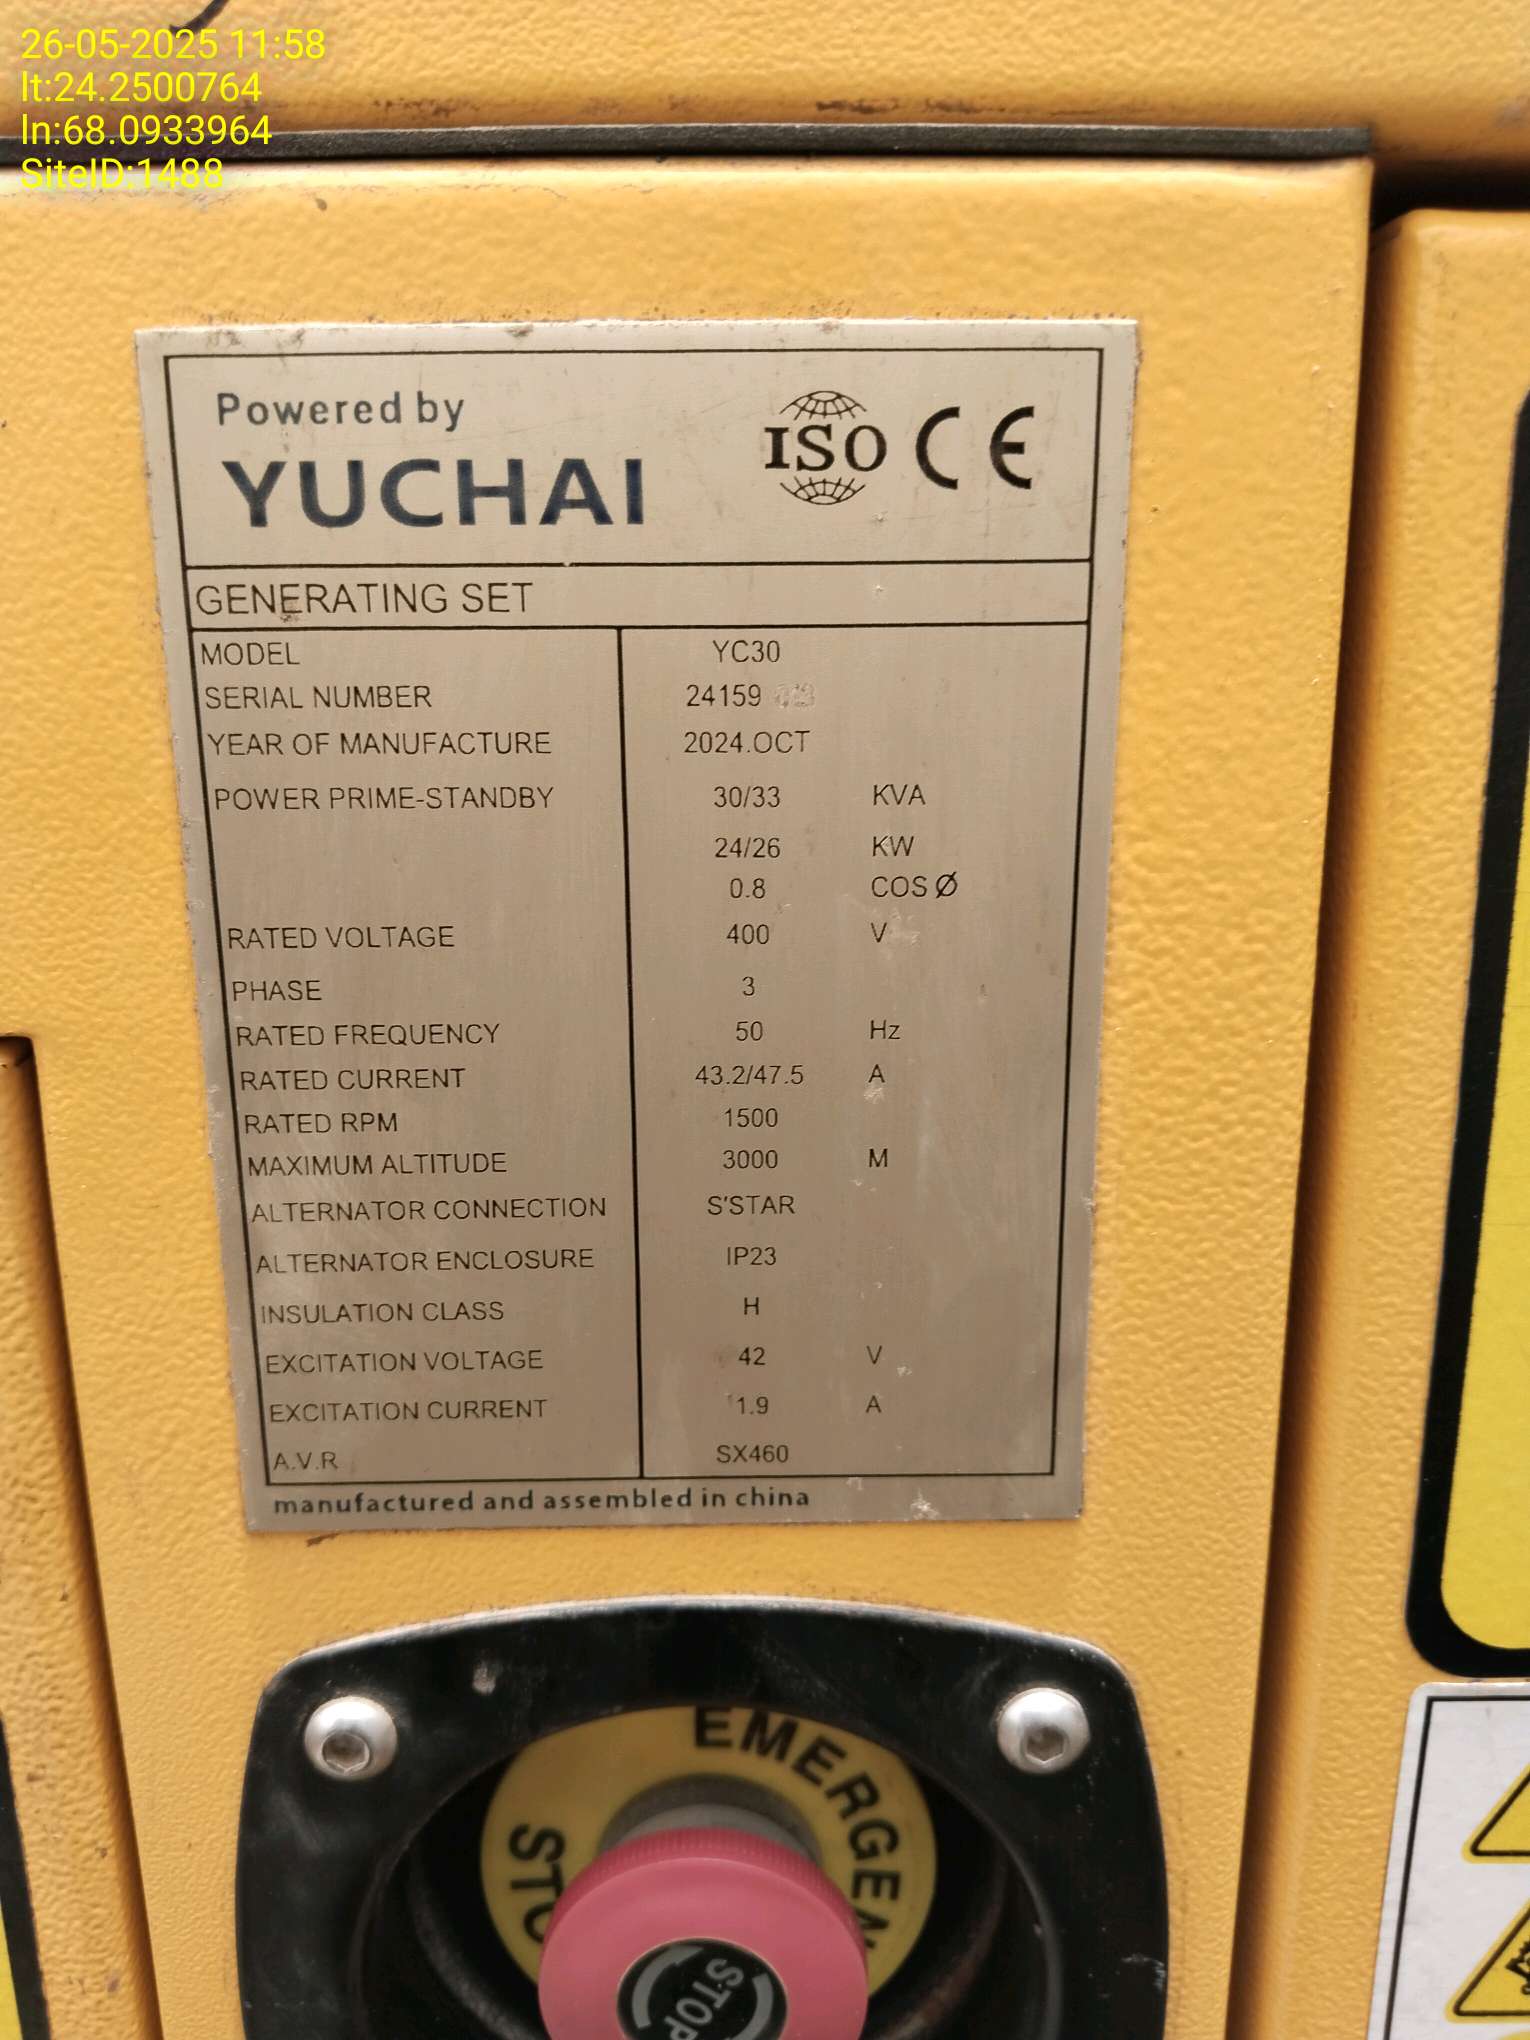 26-05-2025 11:58
lt:24.2500764
ln:68.0933964
SiteID:1488
Powered by
YUCHAI
ISO CE
GENERATING SET
MODEL YC30
SERIAL NUMBER 24159
YEAR OF MANUFACTURE 2024.OCT
POWER PRIME-STANDBY 30/33 KVA
24/26 KW
0.8 COS Ø
RATED VOLTAGE 400 V
PHASE 3
RATED FREQUENCY 50 Hz
RATED CURRENT 43.2/47.5 A
RATED RPM 1500
MAXIMUM ALTITUDE 3000 M
ALTERNATOR CONNECTION S'STAR
ALTERNATOR ENCLOSURE IP23
INSULATION CLASS H
EXCITATION VOLTAGE 42 V
EXCITATION CURRENT 1.9 A
A.V.R SX460
manufactured and assembled in china
EMERGEN
STO
STOP